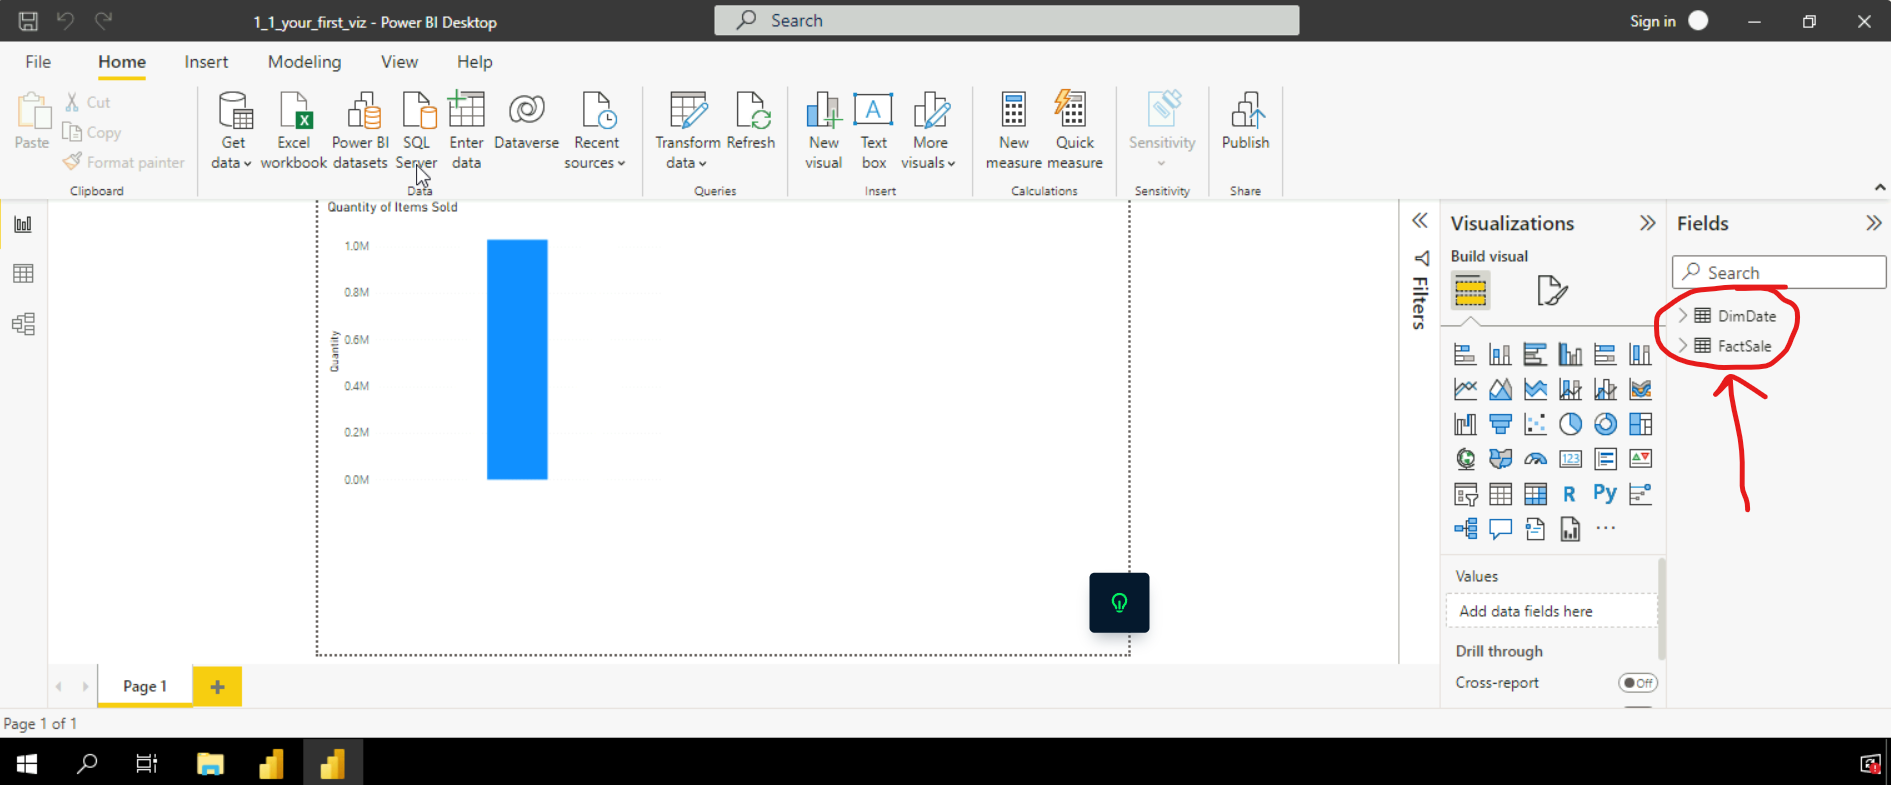 1_1_your_first_viz - Power BI Desktop
Search
Sign in
File Home Insert Modeling View Help
Paste
Cut
Copy
Format painter
Clipboard
Get data
Excel workbook
Power BI datasets
SQL Server
Enter data
Dataverse
Recent sources
Data
Transform data
Refresh
Queries
New visual
Text box
More visuals
Insert
New measure
Quick measure
Calculations
Sensitivity
Sensitivity
Publish
Share
Quantity of Items Sold
Quantity
1.0M
0.8M
0.6M
0.4M
0.2M
0.0M
Filters
Visualizations
Build visual
123
R
Py
Values
Add data fields here
Drill through
Cross-report
Off
Fields
Search
DimDate
FactSale
Page 1
Page 1 of 1